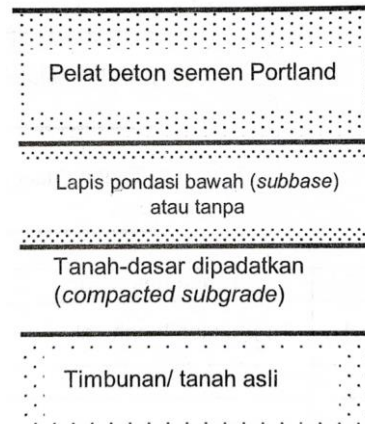 Pelat beton semen Portland
Lapis pondasi bawah (subbase)
atau tanpa
Tanah-dasar dipadatkan
(compacted subgrade)
Timbunan/ tanah asli